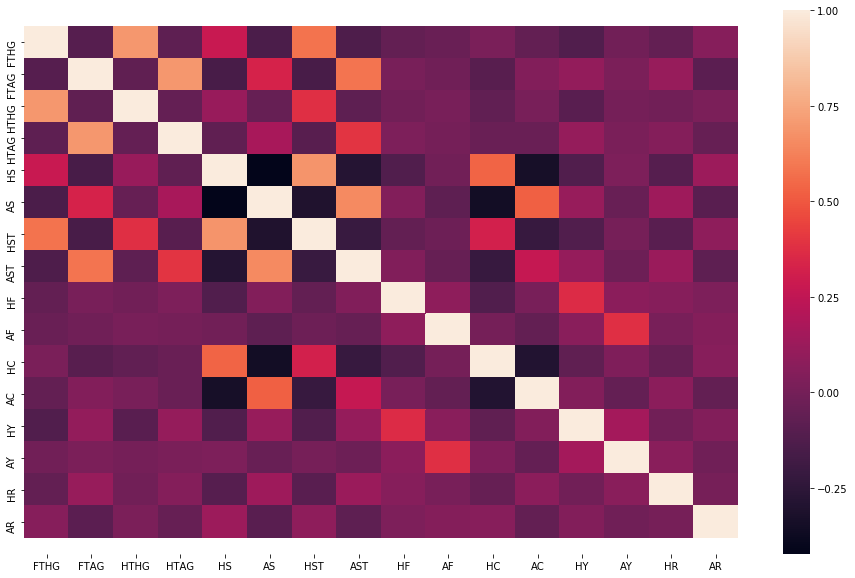 FTHG
FTAG
HTHG
HTAG
HS
AS
HST
AST
HF
AF
HC
AC
HY
AY
HR
AR
FTHG FTAG HTHG HTAG HS AS HST AST HF AF HC AC HY AY HR AR
1.00
0.75
0.50
0.25
0.00
−0.25